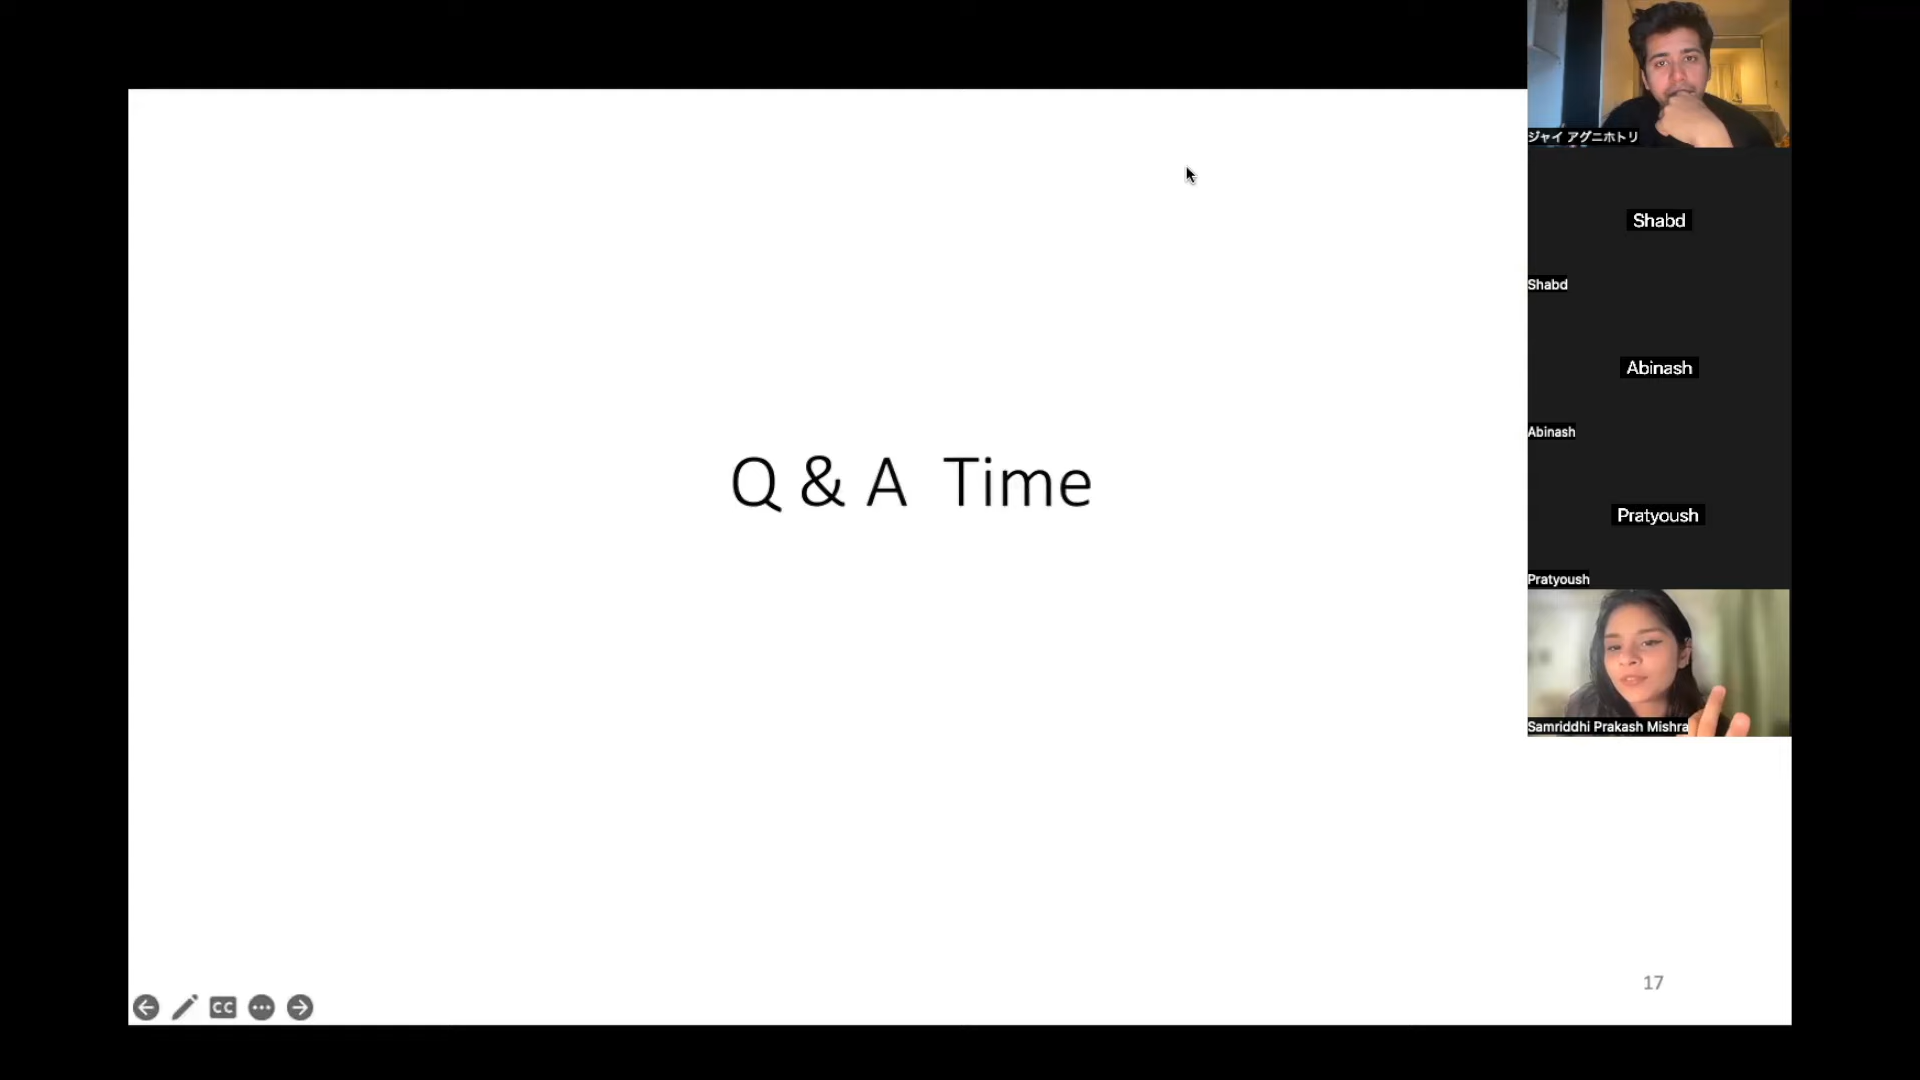 ジャイ アグニホトリ
Shabd
Shabd
Abinash
Abinash
Pratyoush
Pratyoush
Samriddhi Prakash Mishra
Q & A Time
CC
17